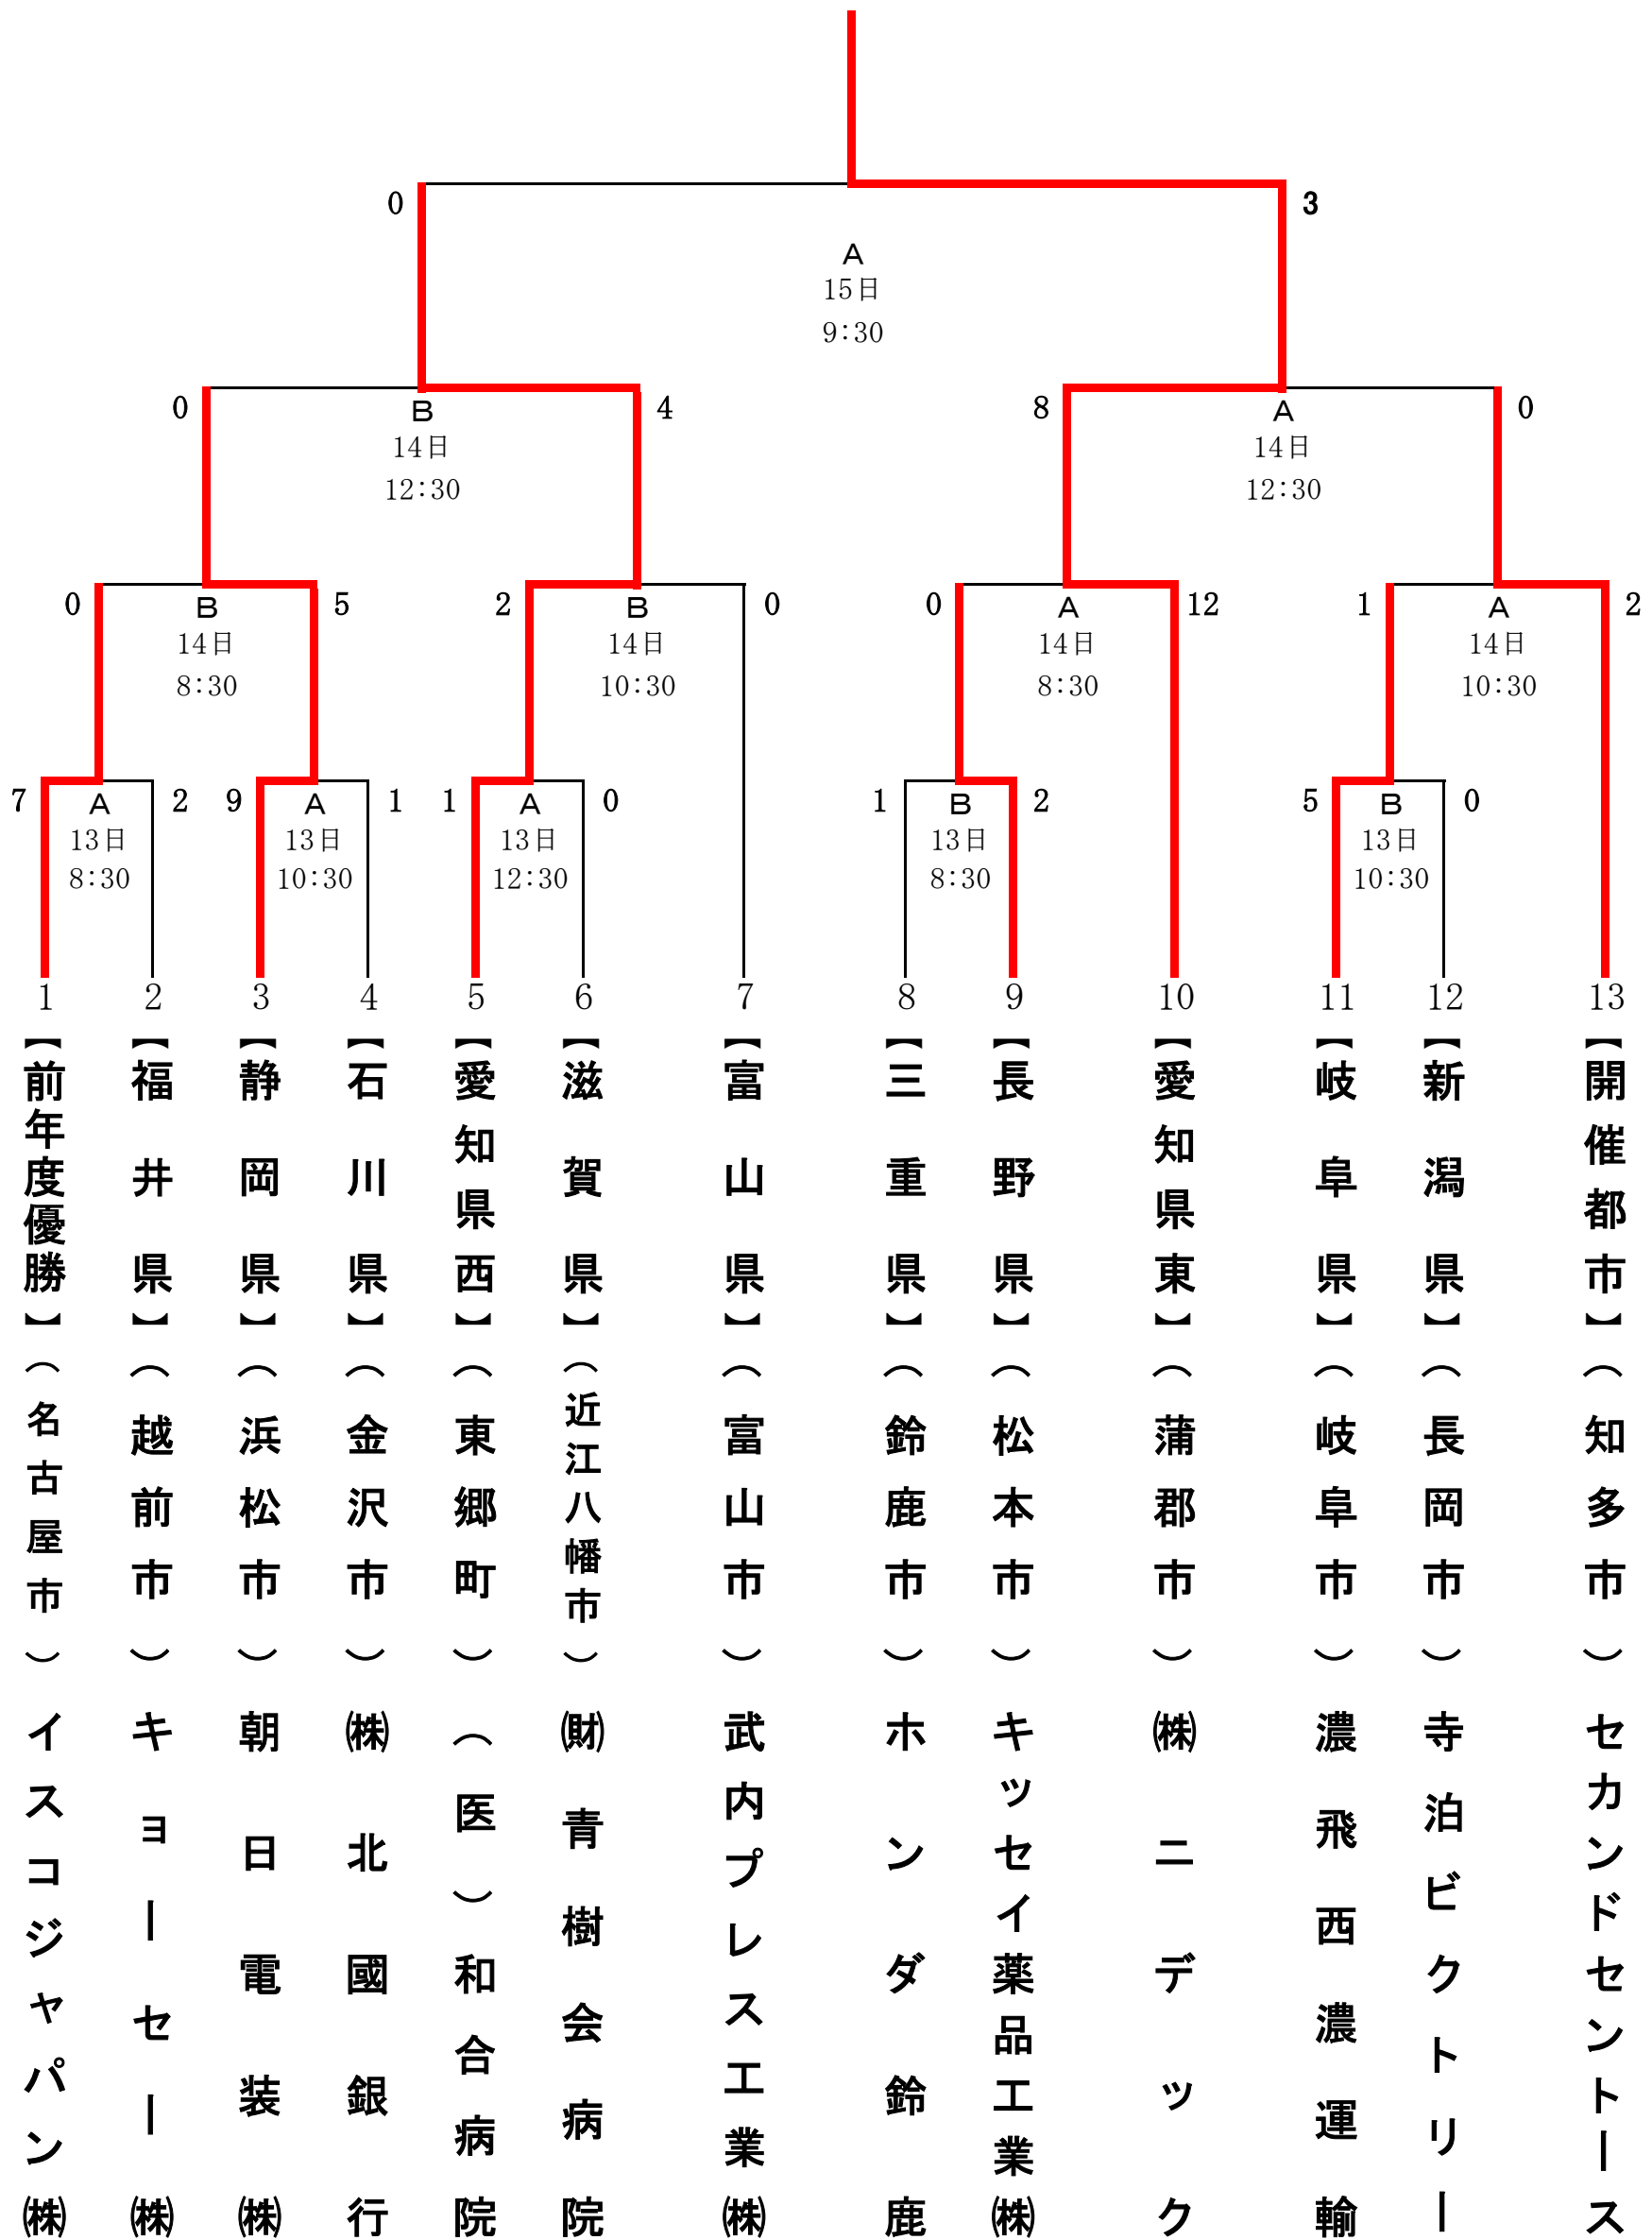 0 3
A
15日
9:30
0 4 8 0
B A
14日 14日
12:30 12:30
0 5 2 0 0 12 1 2
B B A A
14日 14日 14日 14日
8:30 10:30 8:30 10:30
7 2 9 1 1 0 1 2 5 0
A A A B B
13日 13日 13日 13日 13日
8:30 10:30 12:30 8:30 10:30
1 2 3 4 5 6 7 8 9 10 11 12 13
【前年度優勝】（名古屋市）イスコジャパン㈱
【福井県】（越前市）キョーセー㈱
【静岡県】（浜松市）朝日電装㈱
【石川県】（金沢市）㈱北國銀行
【愛知県西】（東郷町）（医）和合病院
【滋賀県】（近江八幡市）㈶青樹会病院
【富山県】（富山市）武内プレス工業㈱
【三重県】（鈴鹿市）ホンダ鈴鹿
【長野県】（松本市）キッセイ薬品工業㈱
【愛知県東】（蒲郡市）㈱ニデック
【岐阜県】（岐阜市）濃飛西濃運輸
【新潟県】（長岡市）寺泊ビクトリー
【開催都市】（知多市）セカンドセントース